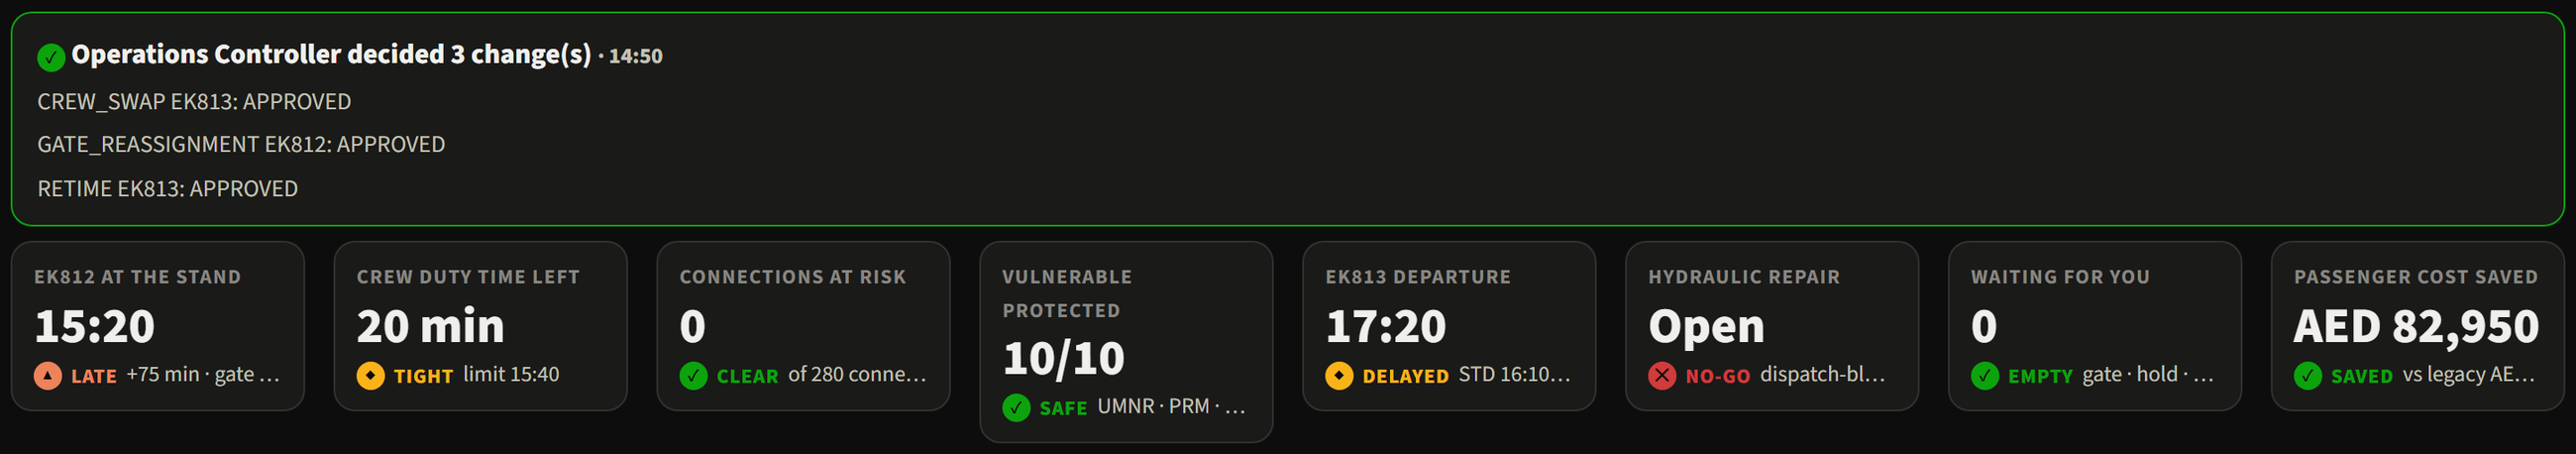 Operations Controller decided 3 change(s) · 14:50
CREW_SWAP EK813: APPROVED
GATE_REASSIGNMENT EK812: APPROVED
RETIME EK813: APPROVED
EK812 AT THE STAND
15:20
LATE +75 min · gate ...
CREW DUTY TIME LEFT
20 min
TIGHT limit 15:40
CONNECTIONS AT RISK
0
CLEAR of 280 conne...
VULNERABLE
PROTECTED
10/10
SAFE UMNR · PRM · ...
EK813 DEPARTURE
17:20
DELAYED STD 16:10...
HYDRAULIC REPAIR
Open
NO-GO dispatch-bl...
WAITING FOR YOU
0
EMPTY gate · hold · ...
PASSENGER COST SAVED
AED 82,950
SAVED vs legacy AE...